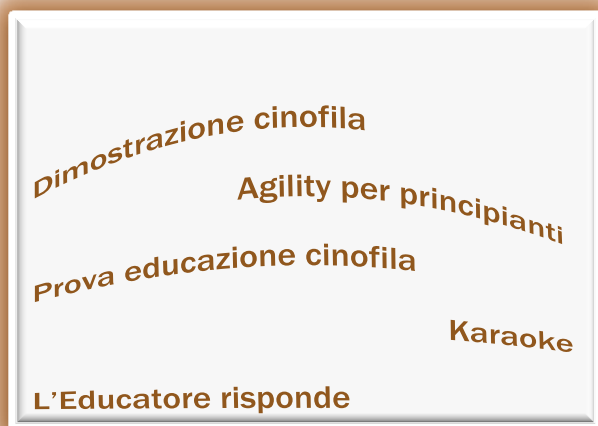 Dimostrazione cinofila
Agility per principianti
Prova educazione cinofila
Karaoke
L'Educatore risponde